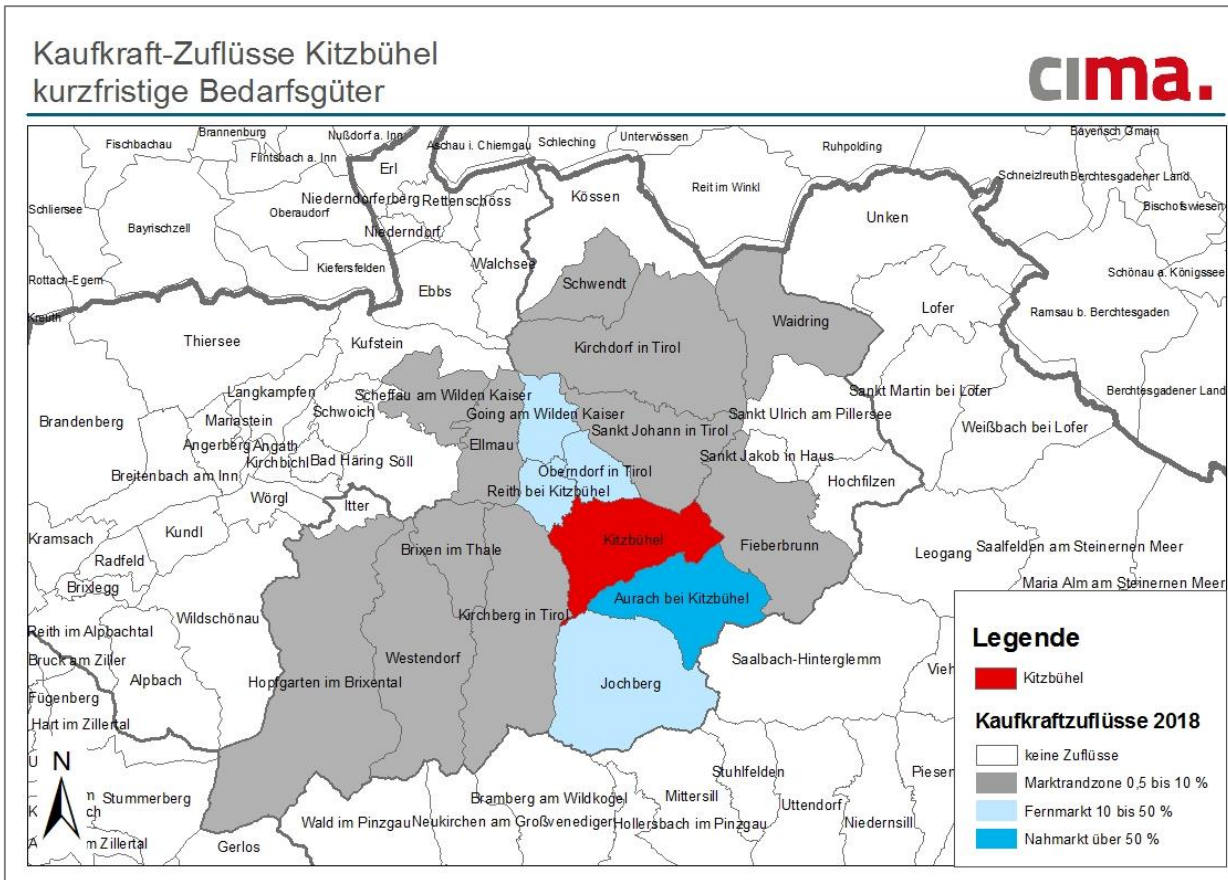 Kaufkraft-Zuflüsse Kitzbühel
kurzfristige Bedarfsgüter
cima.
Fischbachau
Brannenburg
Nußdorf a. Inn
Flintsbach a. Inn
Aschau i. Chiemgau
Schleching
Unterwössen
Ruhpolding
Bayerisch Gmain
Erl
Reit im Winkl
Schneizlreuth
Berchtesgadener Land
Schliersee
Oberaudorf
Niederndorferberg
Rettenschöss
Kössen
Unken
Bischofswiesen
Bayrischzell
Niederndorf
Kiefersfelden
Walchsee
Rottach-Egern
Ebbs
Schwendt
Schönau a. Königssee
Kreuth
Waidring
Lofer
Ramsau b. Berchtesgaden
Thiersee
Kufstein
Kirchdorf in Tirol
Langkampfen
Scheffau am Wilden Kaiser
Sankt Martin bei Lofer
Berchtesgadener Land
Brandenberg
Mariastein
Schwoich
Going am Wilden Kaiser
Sankt Ulrich am Pillersee
Weißbach bei Lofer
Angerberg
Angath
Ellmau
Sankt Johann in Tirol
Breitenbach am Inn
Kirchbichl
Bad Häring
Söll
Oberndorf in Tirol
Sankt Jakob in Haus
Wörgl
Itter
Reith bei Kitzbühel
Hochfilzen
Kramsach
Kundl
Radfeld
Brixen im Thale
Kitzbühel
Fieberbrunn
Leogang
Saalfelden am Steinernen Meer
Brixlegg
Maria Alm am Steinernen Meer
Wildschönau
Kirchberg in Tirol
Aurach bei Kitzbühel
Reith im Alpbachtal
Bruck am Ziller
Alpbach
Hopfgarten im Brixental
Westendorf
Jochberg
Saalbach-Hinterglemm
Vieh
Fügenberg
Hart im Zillertal
Stummerberg
Stuhlfelden
Piesen
Bramberg am Wildkogel
Mittersill
Uttendorf
Wald im Pinzgau
Neukirchen am Großvenediger
Hollersbach im Pinzgau
Niedernsill
m Zillertal
Gerlos
N
Legende
Kitzbühel
Kaufkraftzuflüsse 2018
keine Zuflüsse
Marktrandzone 0,5 bis 10 %
Fernmarkt 10 bis 50 %
Nahmarkt über 50 %